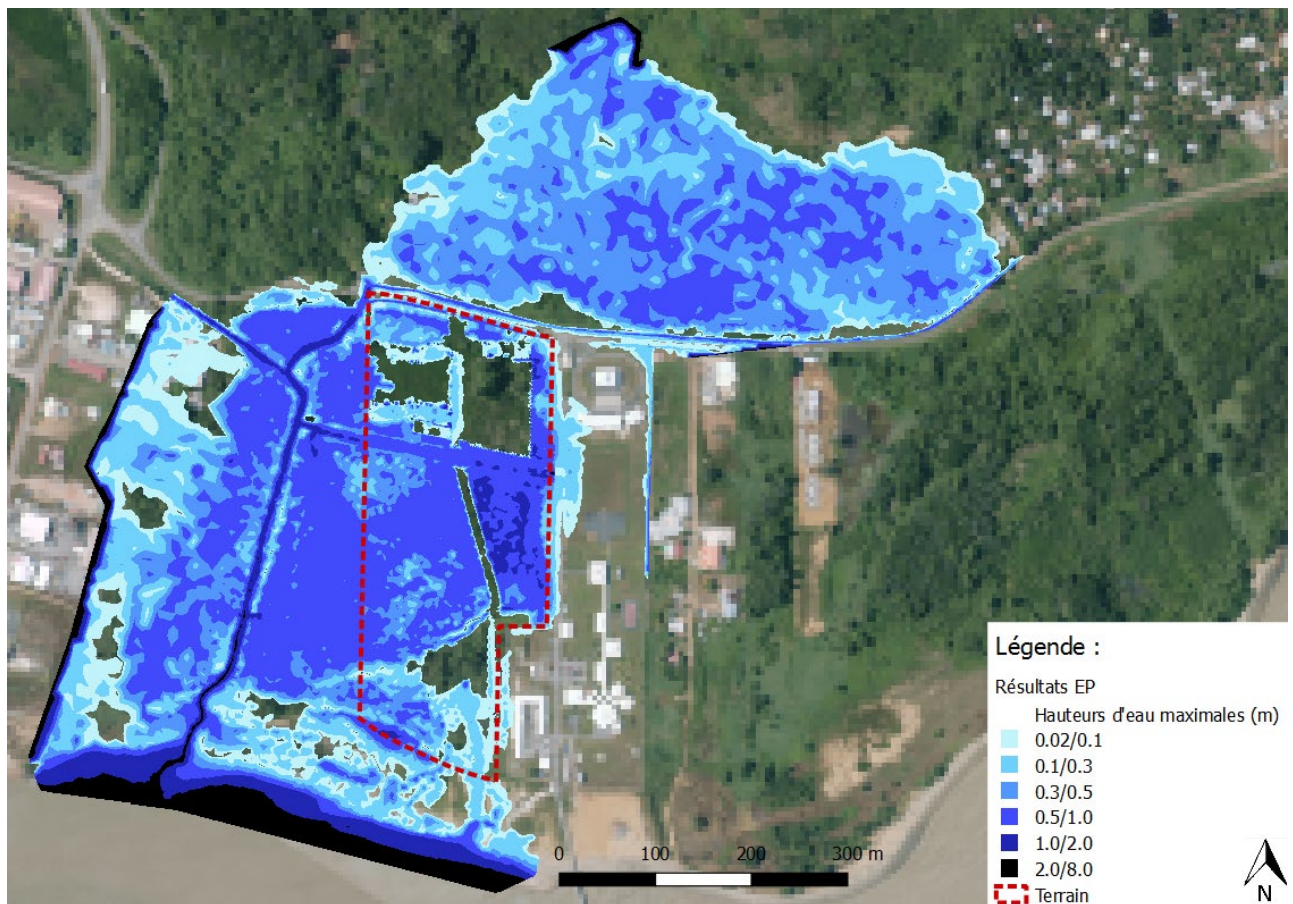 Légende :
Résultats EP
Hauteurs d'eau maximales (m)
0.02/0.1
0.1/0.3
0.3/0.5
0.5/1.0
1.0/2.0
2.0/8.0
Terrain
0 100 200 300 m
N